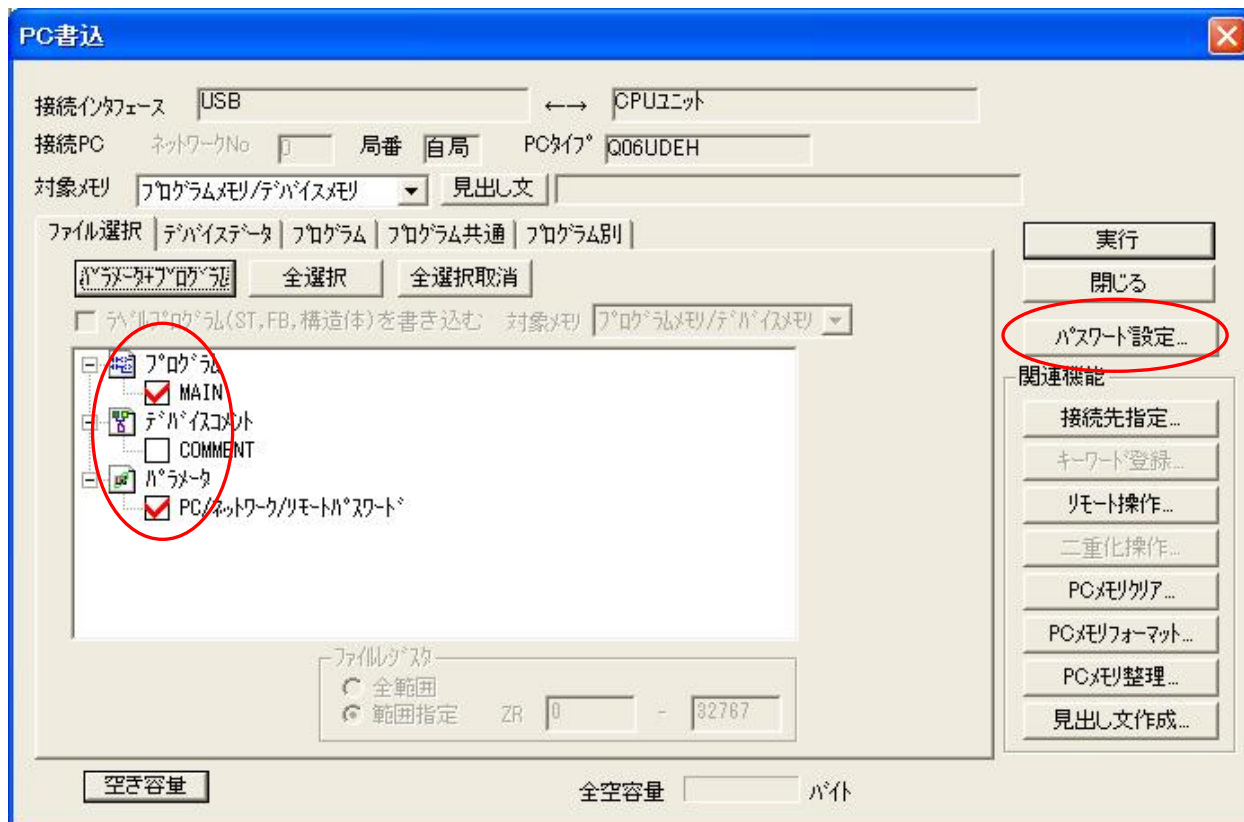 PC書込
接続インタフェース USB ←→ CPUユニット
接続PC ネットワークNo 0 局番 自局 PCタイプ Q06UDEH
対象メモリ プログラムメモリ/デバイスメモリ 見出し文
ファイル選択 デバイスデータ プログラム プログラム共通 プログラム別
パラメータ+プログラム 全選択 全選択取消
ラベルプログラム(ST,FB,構造体)を書き込む 対象メモリ プログラムメモリ/デバイスメモリ
プログラム
MAIN
デバイスコメント
COMMENT
パラメータ
PC/ネットワーク/リモートパスワード
ファイルレジスタ
全範囲
範囲指定 ZR 0 - 32767
空き容量 全空容量 バイト
実行
閉じる
パスワード設定...
関連機能
接続先指定...
キーワード登録...
リモート操作...
二重化操作...
PCメモリクリア...
PCメモリフォーマット...
PCメモリ整理...
見出し文作成...